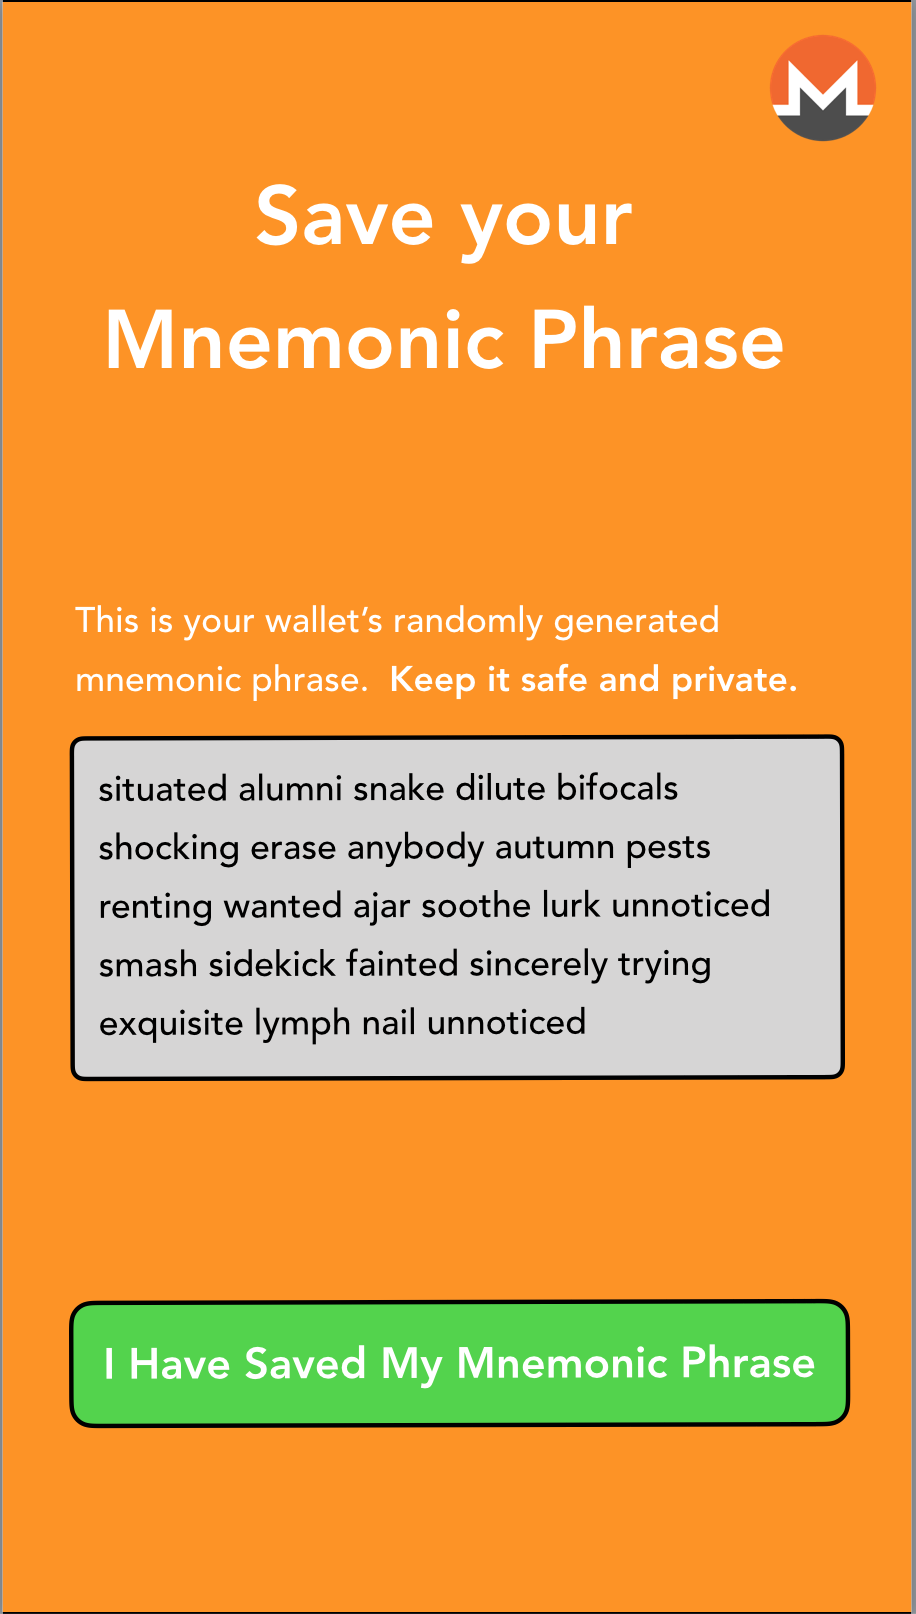 Save your
Mnemonic Phrase
This is your wallet’s randomly generated
mnemonic phrase.  Keep it safe and private.
situated alumni snake dilute bifocals
shocking erase anybody autumn pests
renting wanted ajar soothe lurk unnoticed
smash sidekick fainted sincerely trying
exquisite lymph nail unnoticed
I Have Saved My Mnemonic Phrase